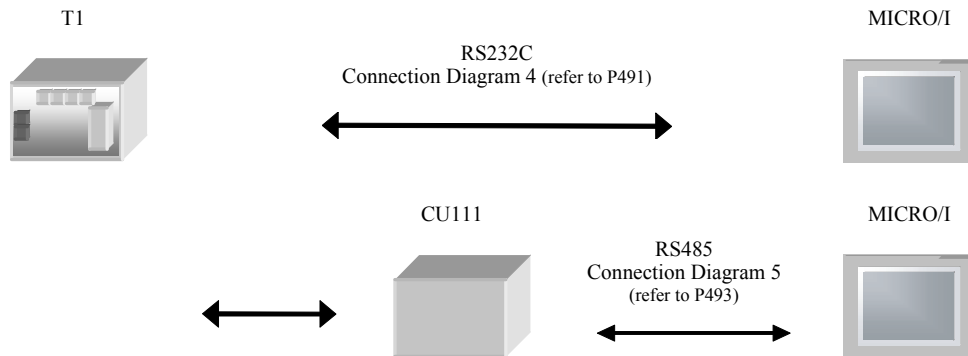 T1
MICRO/I
RS232C
Connection Diagram 4 (refer to P491)
CU111
MICRO/I
RS485
Connection Diagram 5
(refer to P493)